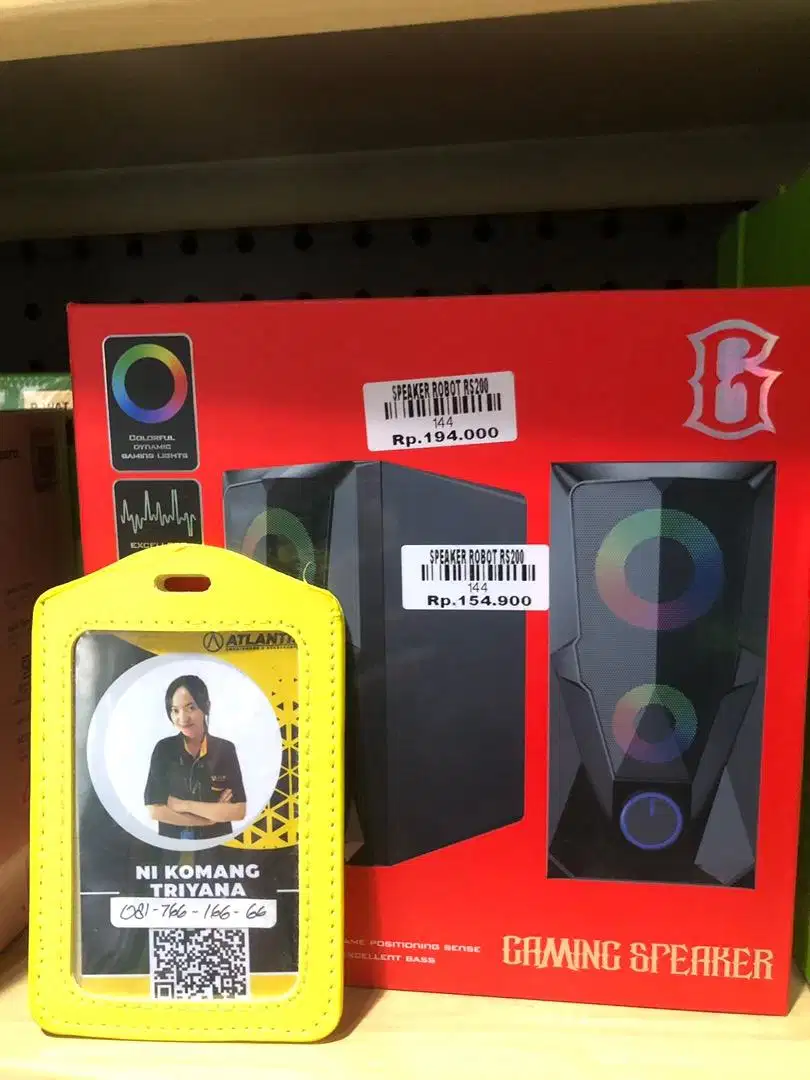 COLORFUL
DYNAMIC
GAMING LIGHTS
SPEAKER ROBOT RS200
144
Rp.194.000
SPEAKER ROBOT RS200
144
Rp.154.900
ATLANTI
NI KOMANG
TRIYANA
081-766-166-66
AME POSITIONING SENSE
EXCELLENT BASS
GAMING SPEAKER